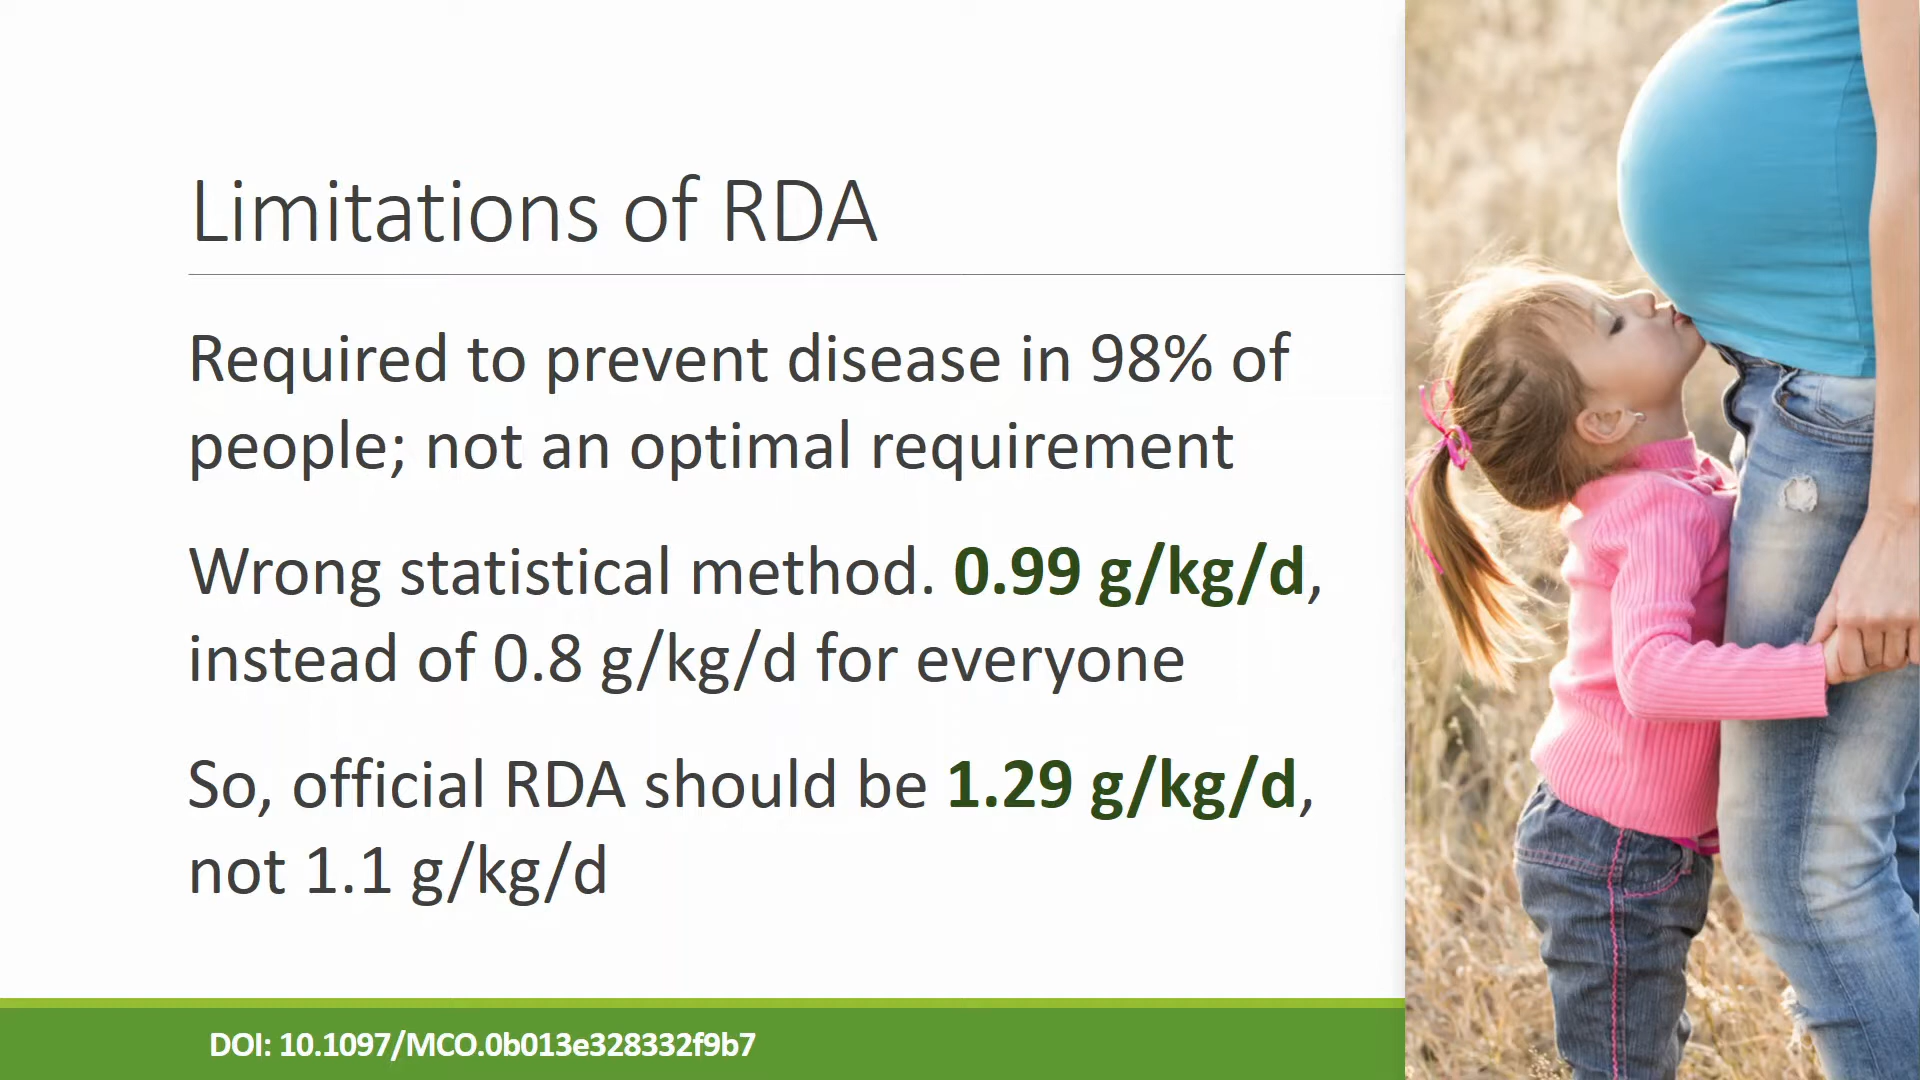 Limitations of RDA
Required to prevent disease in 98% of
people; not an optimal requirement
Wrong statistical method. 0.99 g/kg/d,
instead of 0.8 g/kg/d for everyone
So, official RDA should be 1.29 g/kg/d,
not 1.1 g/kg/d
DOI: 10.1097/MCO.0b013e328332f9b7